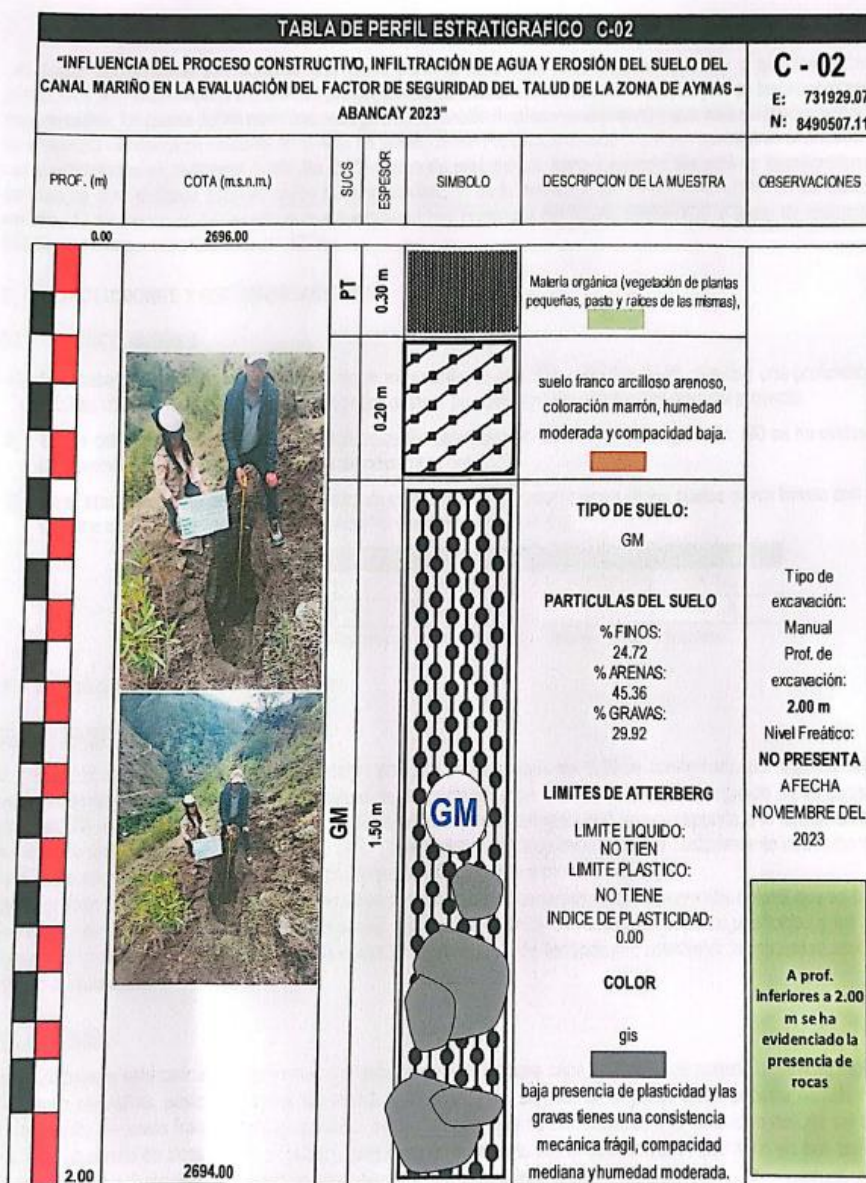 TABLA DE PERFIL ESTRATIGRAFICO C-02
"INFLUENCIA DEL PROCESO CONSTRUCTIVO, INFILTRACIÓN DE AGUA Y EROSIÓN DEL SUELO DEL
CANAL MARIÑO EN LA EVALUACIÓN DEL FACTOR DE SEGURIDAD DEL TALUD DE LA ZONA DE AYMAS –
ABANCAY 2023"
C - 02
E: 731929.07
N: 8490507.11
PROF. (m)
COTA (m.s.n.m.)
SUCS
ESPESOR
SIMBOLO
DESCRIPCION DE LA MUESTRA
OBSERVACIONES
0.00
2696.00
PT
0.30 m
Materia orgánica (vegetación de plantas
pequeñas, pasto y raices de las mismas),
0.20 m
suelo franco arcilloso arenoso,
coloración marrón, humedad
moderada y compacidad baja.
GM
1.50 m
GM
TIPO DE SUELO:
GM
PARTICULAS DEL SUELO
% FINOS:
24.72
% ARENAS:
45.36
% GRAVAS:
29.92
LIMITES DE ATTERBERG
LIMITE LIQUIDO:
NO TIEN
LIMITE PLASTICO:
NO TIENE
INDICE DE PLASTICIDAD:
0.00
COLOR
gis
baja presencia de plasticidad y las
gravas tienes una consistencia
mecánica frágil, compacidad
mediana y humedad moderada.
Tipo de
excavación:
Manual
Prof. de
excavación:
2.00 m
Nivel Freático:
NO PRESENTA
AFECHA
NOVIEMBRE DEL
2023
A prof.
inferiores a 2.00
m se ha
evidenciado la
presencia de
rocas
2.00
2694.00